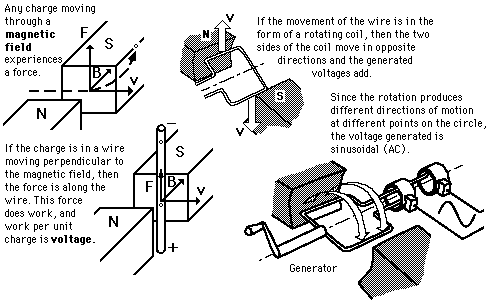 Any charge moving
through a
magnetic
field
experiences
a force.
F
S
B
v
N
If the movement of the wire is in the
form of a rotating coil, then the two
sides of the coil move in opposite
directions and the generated
voltages add.
v
N
S
v
Since the rotation produces
different directions of motion
at different points on the circle,
the voltage generated is
sinusoidal (AC).
If the charge is in a wire
moving perpendicular to
the magnetic field, then
the force is along the
wire. This force
does work, and
work per unit
charge is voltage.
−
S
F
B
v
N
+
Generator